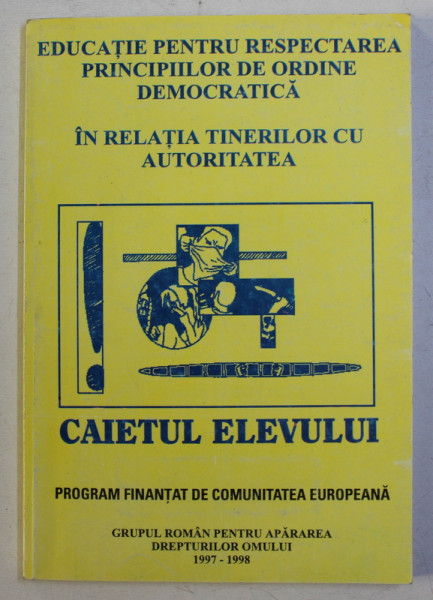 EDUCAȚIE PENTRU RESPECTAREA
PRINCIPIILOR DE ORDINE
DEMOCRATICĂ
ÎN RELAȚIA TINERILOR CU
AUTORITATEA
CAIETUL ELEVULUI
PROGRAM FINANȚAT DE COMUNITATEA EUROPEANĂ
GRUPUL ROMÂN PENTRU APĂRAREA
DREPTURILOR OMULUI
1997 - 1998